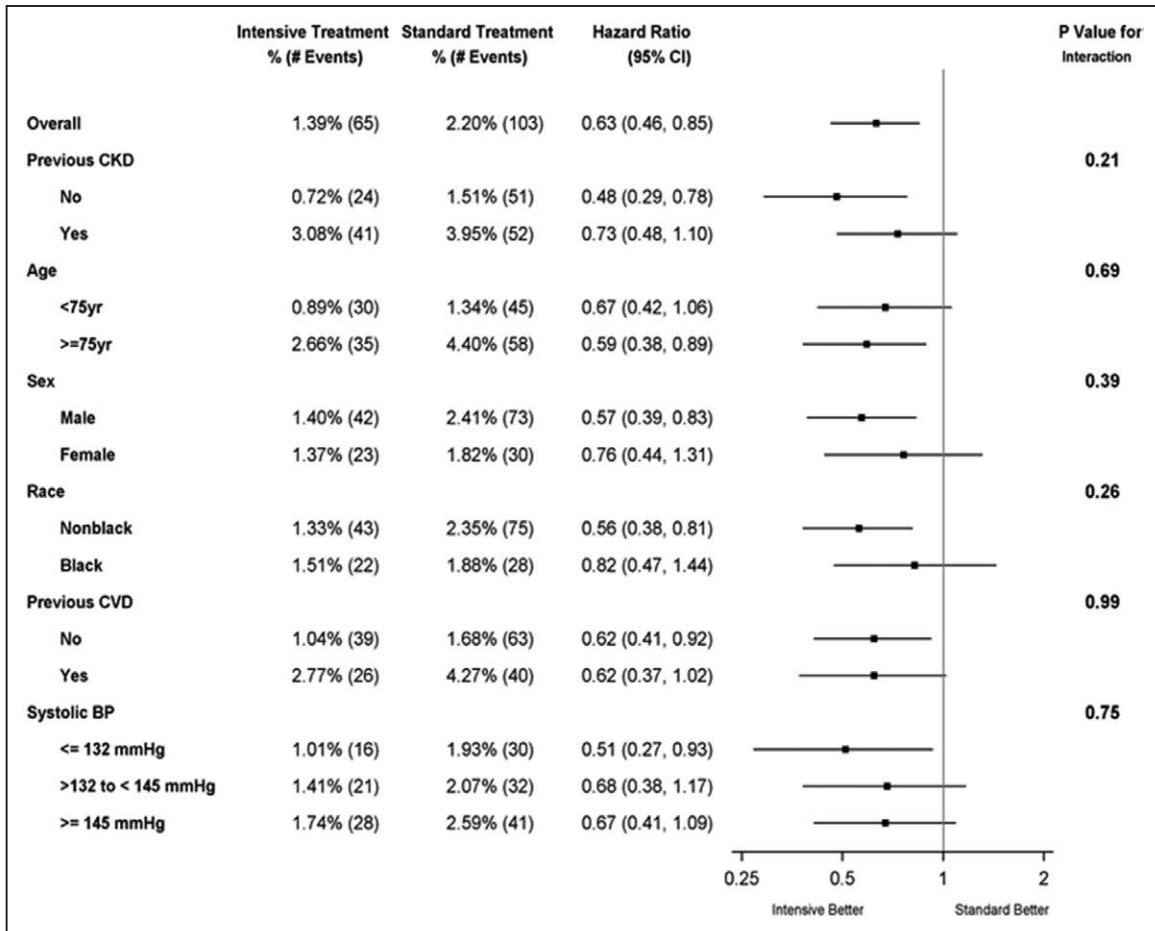 Intensive Treatment Standard Treatment Hazard Ratio P Value for
% (# Events) % (# Events) (95% CI) Interaction
Overall 1.39% (65) 2.20% (103) 0.63 (0.46, 0.85)
Previous CKD 0.21
No 0.72% (24) 1.51% (51) 0.48 (0.29, 0.78)
Yes 3.08% (41) 3.95% (52) 0.73 (0.48, 1.10)
Age 0.69
<75yr 0.89% (30) 1.34% (45) 0.67 (0.42, 1.06)
>=75yr 2.66% (35) 4.40% (58) 0.59 (0.38, 0.89)
Sex 0.39
Male 1.40% (42) 2.41% (73) 0.57 (0.39, 0.83)
Female 1.37% (23) 1.82% (30) 0.76 (0.44, 1.31)
Race 0.26
Nonblack 1.33% (43) 2.35% (75) 0.56 (0.38, 0.81)
Black 1.51% (22) 1.88% (28) 0.82 (0.47, 1.44)
Previous CVD 0.99
No 1.04% (39) 1.68% (63) 0.62 (0.41, 0.92)
Yes 2.77% (26) 4.27% (40) 0.62 (0.37, 1.02)
Systolic BP 0.75
<= 132 mmHg 1.01% (16) 1.93% (30) 0.51 (0.27, 0.93)
>132 to < 145 mmHg 1.41% (21) 2.07% (32) 0.68 (0.38, 1.17)
>= 145 mmHg 1.74% (28) 2.59% (41) 0.67 (0.41, 1.09)
0.25 0.5 1 2
Intensive Better Standard Better